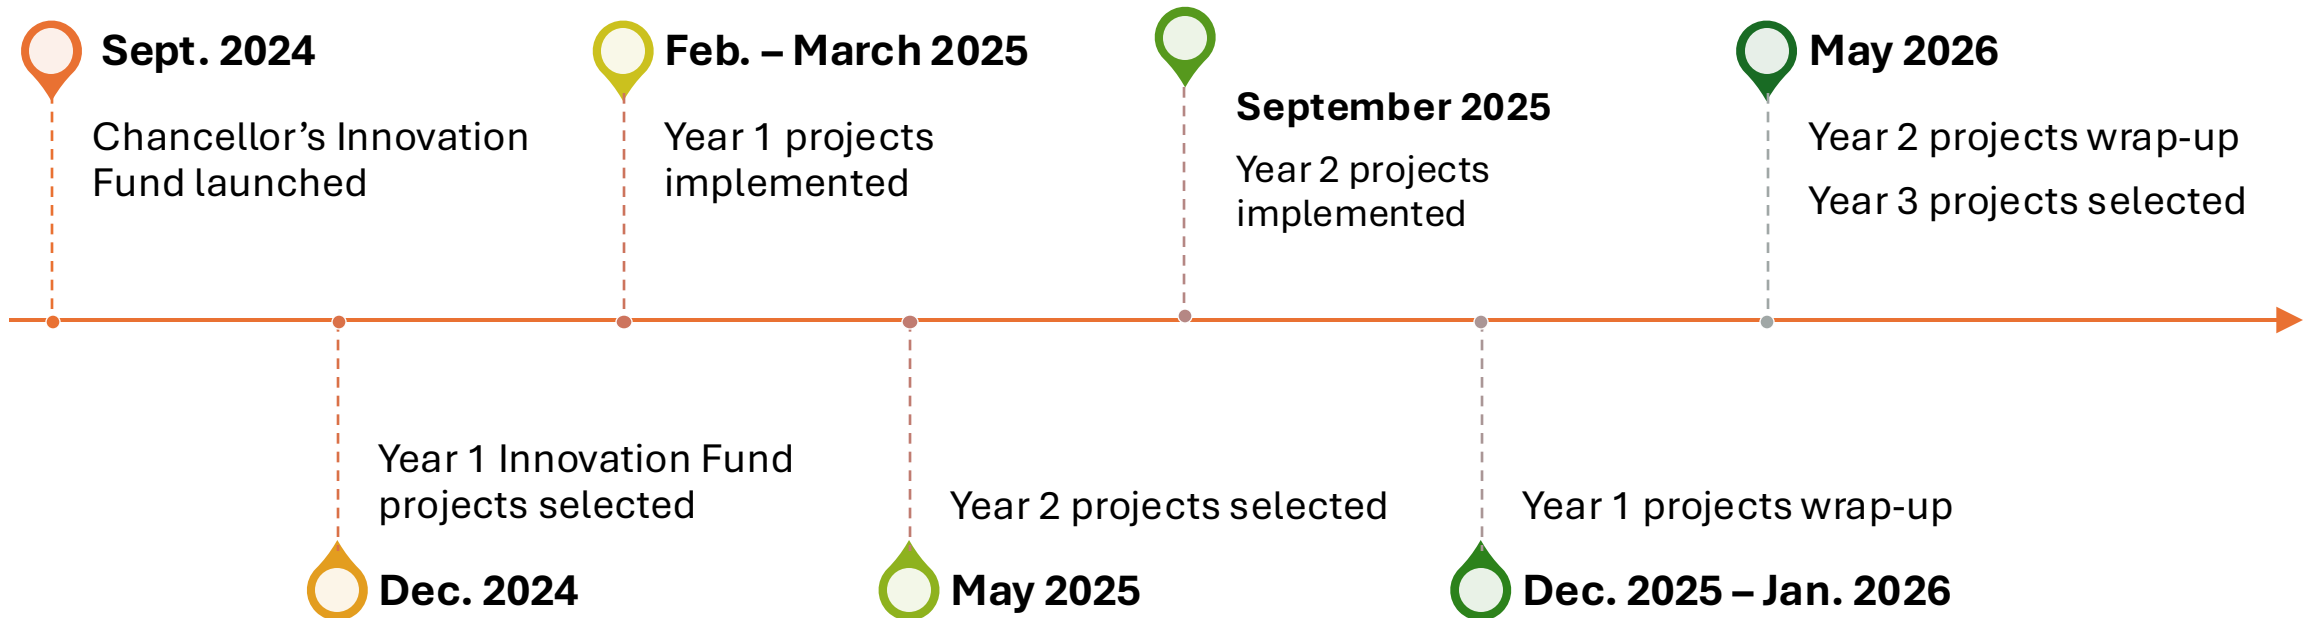 Sept. 2024
Chancellor’s Innovation
Fund launched
Dec. 2024
Year 1 Innovation Fund
projects selected
Feb. – March 2025
Year 1 projects
implemented
May 2025
Year 2 projects selected
September 2025
Year 2 projects
implemented
Dec. 2025 – Jan. 2026
Year 1 projects wrap-up
May 2026
Year 2 projects wrap-up
Year 3 projects selected